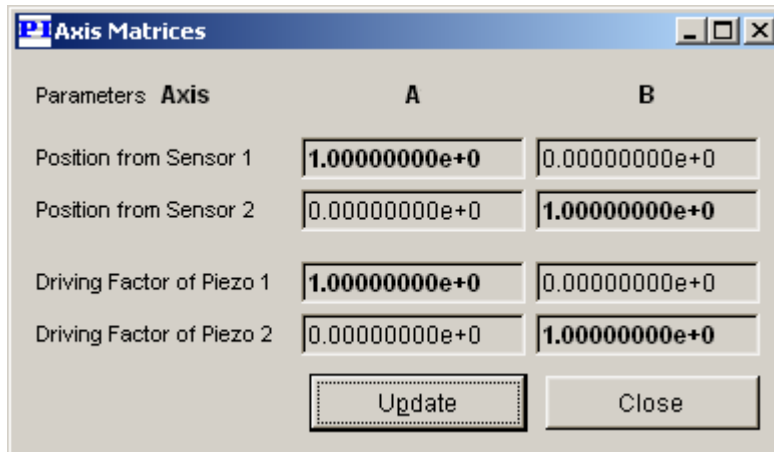 PI Axis Matrices
Parameters Axis A B
Position from Sensor 1 1.00000000e+0 0.00000000e+0
Position from Sensor 2 0.00000000e+0 1.00000000e+0
Driving Factor of Piezo 1 1.00000000e+0 0.00000000e+0
Driving Factor of Piezo 2 0.00000000e+0 1.00000000e+0
Update Close